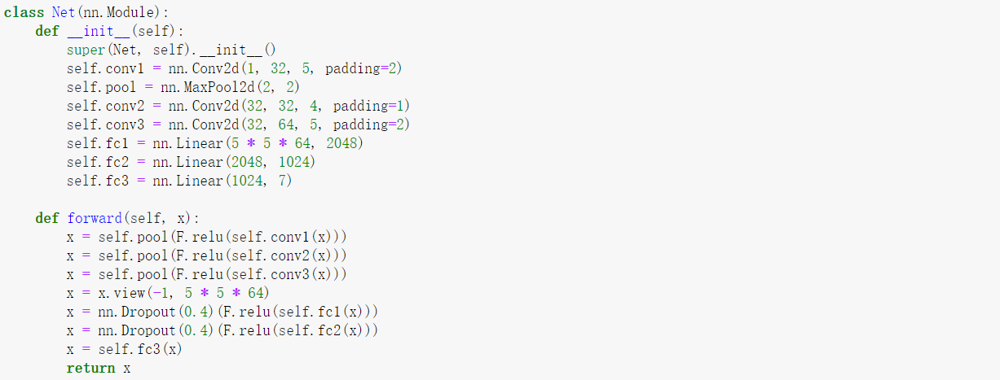 class Net(nn.Module):
    def __init__(self):
        super(Net, self).__init__()
        self.conv1 = nn.Conv2d(1, 32, 5, padding=2)
        self.pool = nn.MaxPool2d(2, 2)
        self.conv2 = nn.Conv2d(32, 32, 4, padding=1)
        self.conv3 = nn.Conv2d(32, 64, 5, padding=2)
        self.fc1 = nn.Linear(5 * 5 * 64, 2048)
        self.fc2 = nn.Linear(2048, 1024)
        self.fc3 = nn.Linear(1024, 7)

    def forward(self, x):
        x = self.pool(F.relu(self.conv1(x)))
        x = self.pool(F.relu(self.conv2(x)))
        x = self.pool(F.relu(self.conv3(x)))
        x = x.view(-1, 5 * 5 * 64)
        x = nn.Dropout(0.4)(F.relu(self.fc1(x)))
        x = nn.Dropout(0.4)(F.relu(self.fc2(x)))
        x = self.fc3(x)
        return x